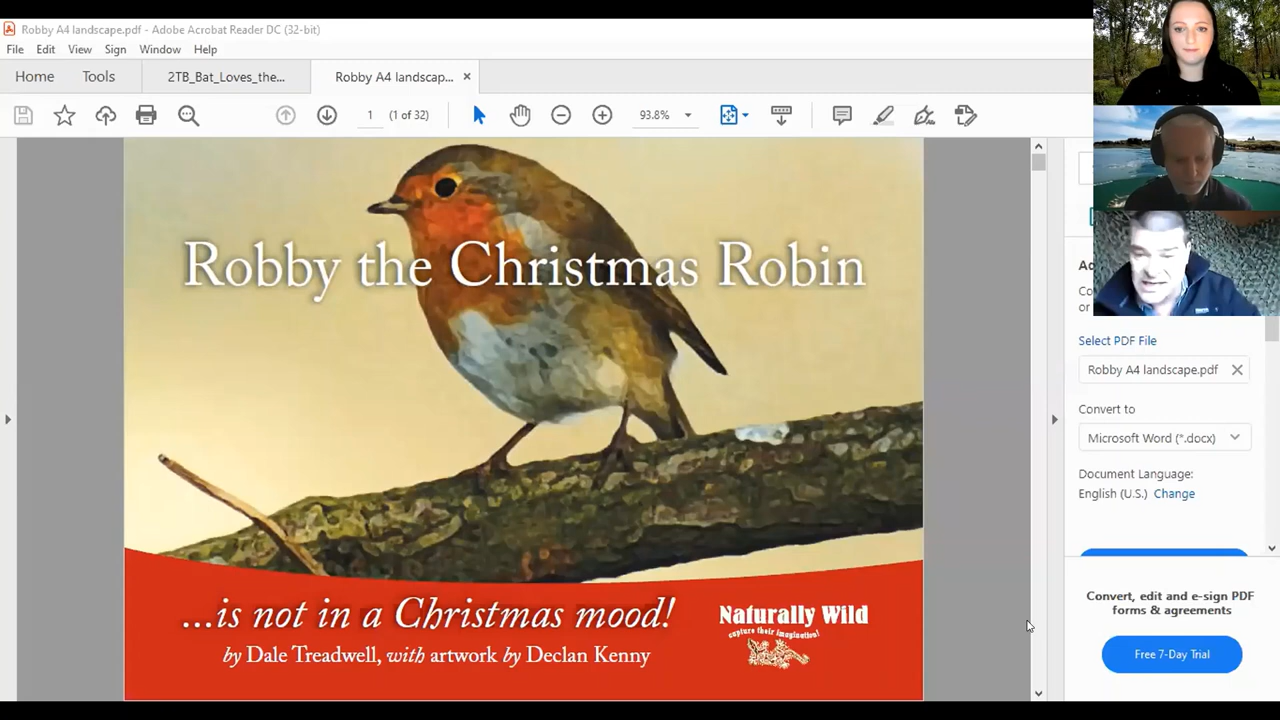 Robby A4 landscape.pdf - Adobe Acrobat Reader DC (32-bit)
File Edit View Sign Window Help
Home Tools 2TB_Bat_Loves_the... Robby A4 landscap... ×
1 (1 of 32) 93.8%
Robby the Christmas Robin
...is not in a Christmas mood!
by Dale Treadwell, with artwork by Declan Kenny
Naturally Wild
capture their imagination!
Ad
Co
or
Select PDF File
Robby A4 landscape.pdf
Convert to
Microsoft Word (*.docx)
Document Language:
English (U.S.) Change
Convert, edit and e-sign PDF
forms & agreements
Free 7-Day Trial